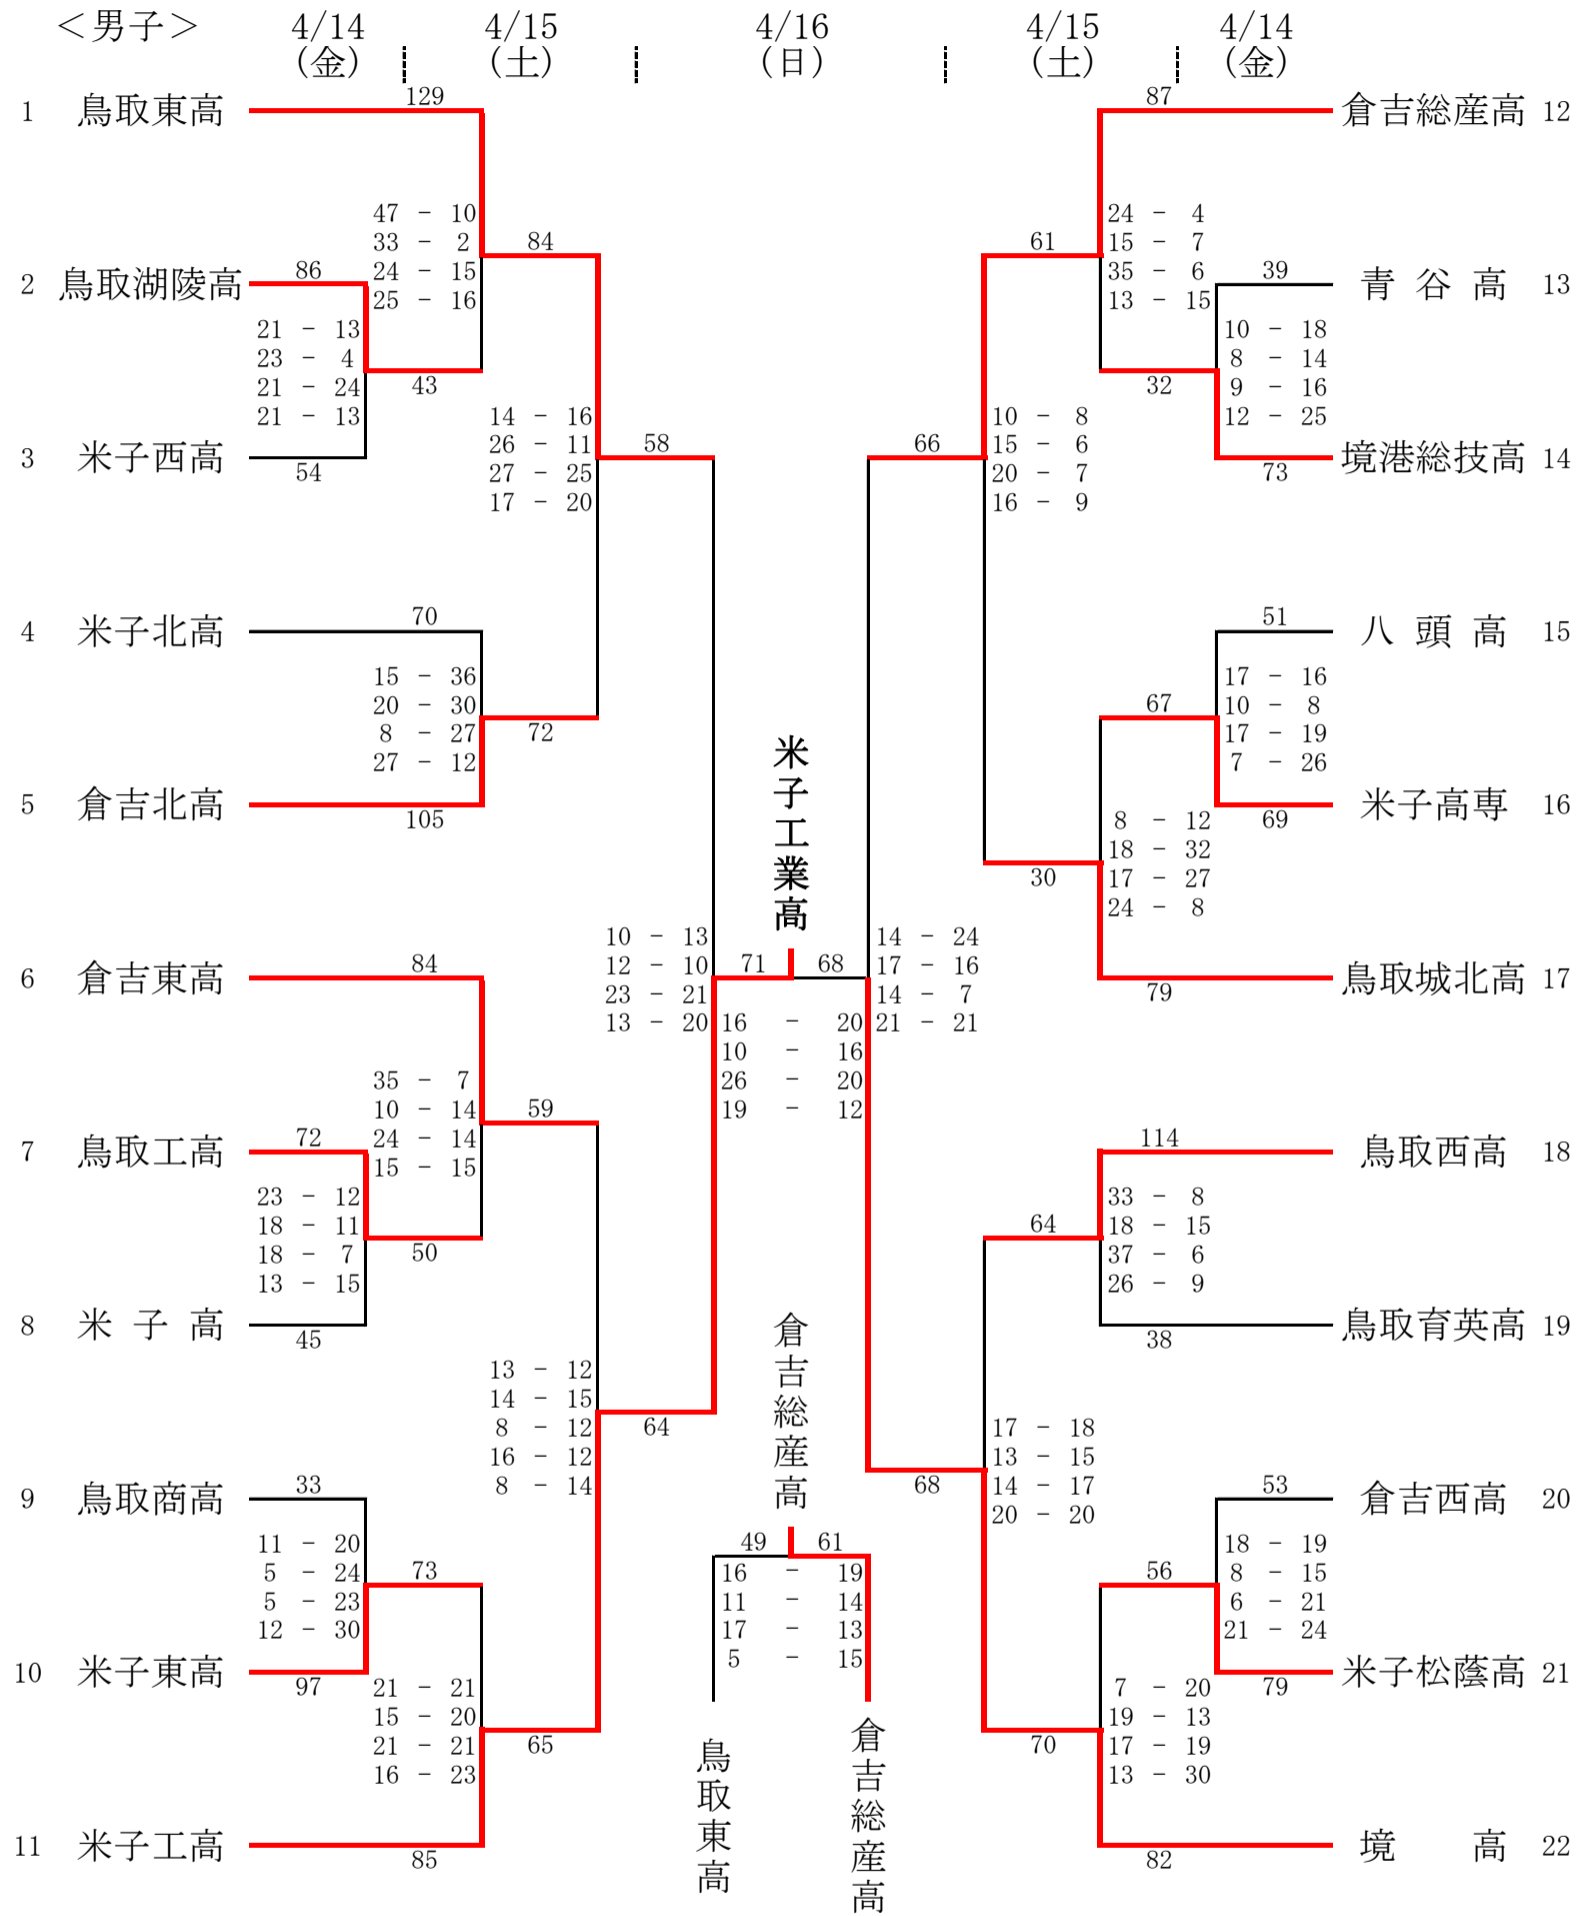 ＜男子＞
4/14
(金)
4/15
(土)
4/16
(日)
4/15
(土)
4/14
(金)
1 鳥取東高
129
47 － 10
33 － 2
24 － 15
25 － 16
2 鳥取湖陵高
86
21 － 13
23 － 4
21 － 24
21 － 13
43
3 米子西高
54
84
14 － 16
26 － 11
27 － 25
17 － 20
58
4 米子北高
70
15 － 36
20 － 30
8 － 27
27 － 12
72
5 倉吉北高
105
10 － 13
12 － 10
23 － 21
13 － 20
6 倉吉東高
84
35 － 7
10 － 14
24 － 14
15 － 15
59
7 鳥取工高
72
23 － 12
18 － 11
18 － 7
13 － 15
50
8 米子高
45
13 － 12
14 － 15
8 － 12
16 － 12
8 － 14
64
9 鳥取商高
33
11 － 20
5 － 24
5 － 23
12 － 30
73
10 米子東高
97
21 － 21
15 － 20
21 － 21
16 － 23
65
11 米子工高
85
米子工業高
71 68
16 － 20
10 － 16
26 － 20
19 － 12
倉吉総産高
49 61
16 － 19
11 － 14
17 － 13
5 － 15
鳥取東高
倉吉総産高
87
倉吉総産高 12
24 － 4
15 － 7
35 － 6
13 － 15
61
39
青谷高 13
10 － 18
8 － 14
9 － 16
12 － 25
32
73
境港総技高 14
66
10 － 8
15 － 6
20 － 7
16 － 9
51
八頭高 15
17 － 16
10 － 8
17 － 19
7 － 26
67
69
米子高専 16
8 － 12
18 － 32
17 － 27
24 － 8
30
79
鳥取城北高 17
14 － 24
17 － 16
14 － 7
21 － 21
114
鳥取西高 18
33 － 8
18 － 15
37 － 6
26 － 9
64
38
鳥取育英高 19
68
17 － 18
13 － 15
14 － 17
20 － 20
53
倉吉西高 20
18 － 19
8 － 15
6 － 21
21 － 24
56
79
米子松蔭高 21
7 － 20
19 － 13
17 － 19
13 － 30
70
82
境高 22